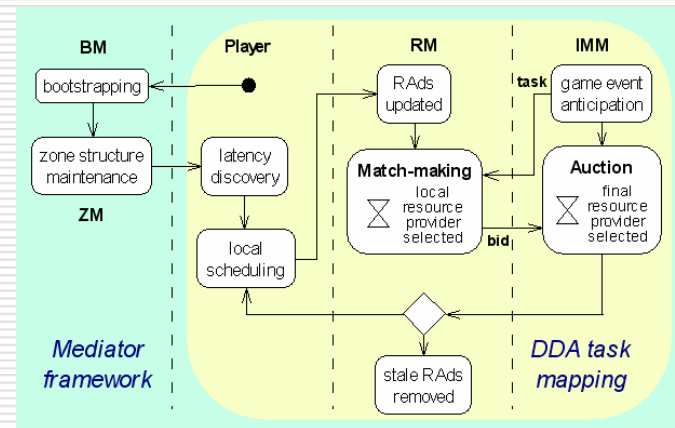 BM
Player
RM
IMM
bootstrapping
RAds
updated
task
game event
anticipation
zone structure
maintenance
latency
discovery
Match-making
local
resource
provider
selected
Auction
final
resource
provider
selected
ZM
bid
local
scheduling
Mediator
framework
DDA task
mapping
stale RAds
removed